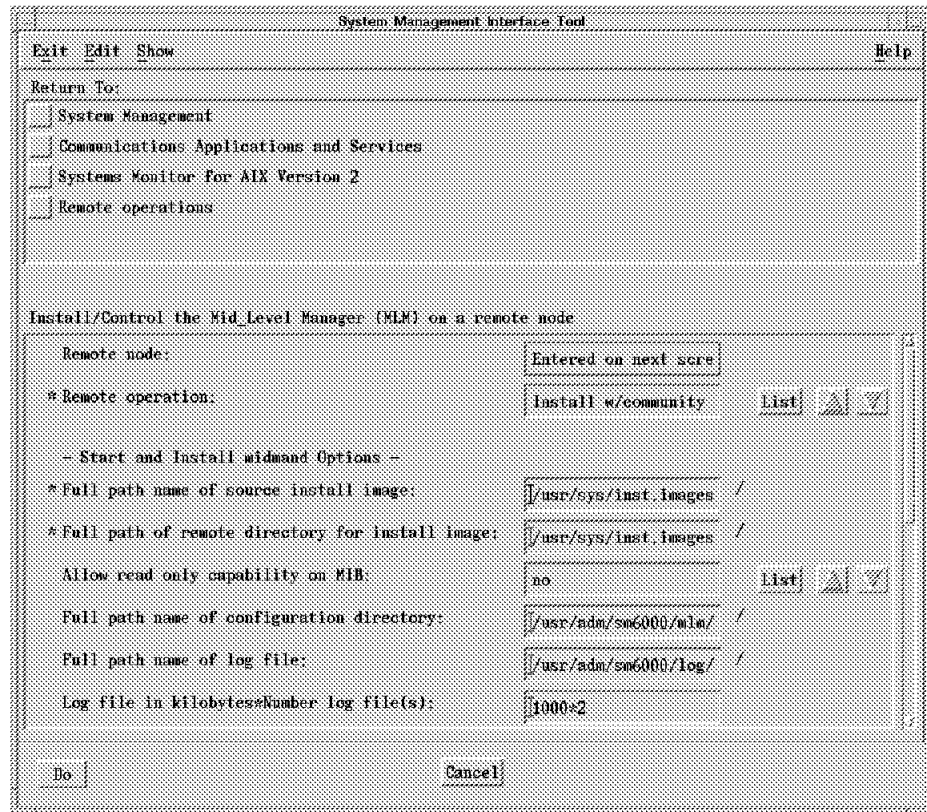 System Management Interface Tool
Exit Edit Show Help
Return To:
System Management
Communications Applications and Services
Systems Monitor for AIX Version 2
Remote operations
Install/Control the Mid_Level Manager (MLM) on a remote node
Remote node: Entered on next scre
* Remote operation: Install w/community List
- Start and Install midmand Options -
* Full path name of source install image: /usr/sys/inst.images /
* Full path of remote directory for install image: /usr/sys/inst.images /
Allow read only capability on MIB: no List
Full path name of configuration directory: /usr/adm/sm6000/mlm/ /
Full path name of log file: /usr/adm/sm6000/log/ /
Log file in kilobytes*Number log file(s): 1000*2
Do Cancel